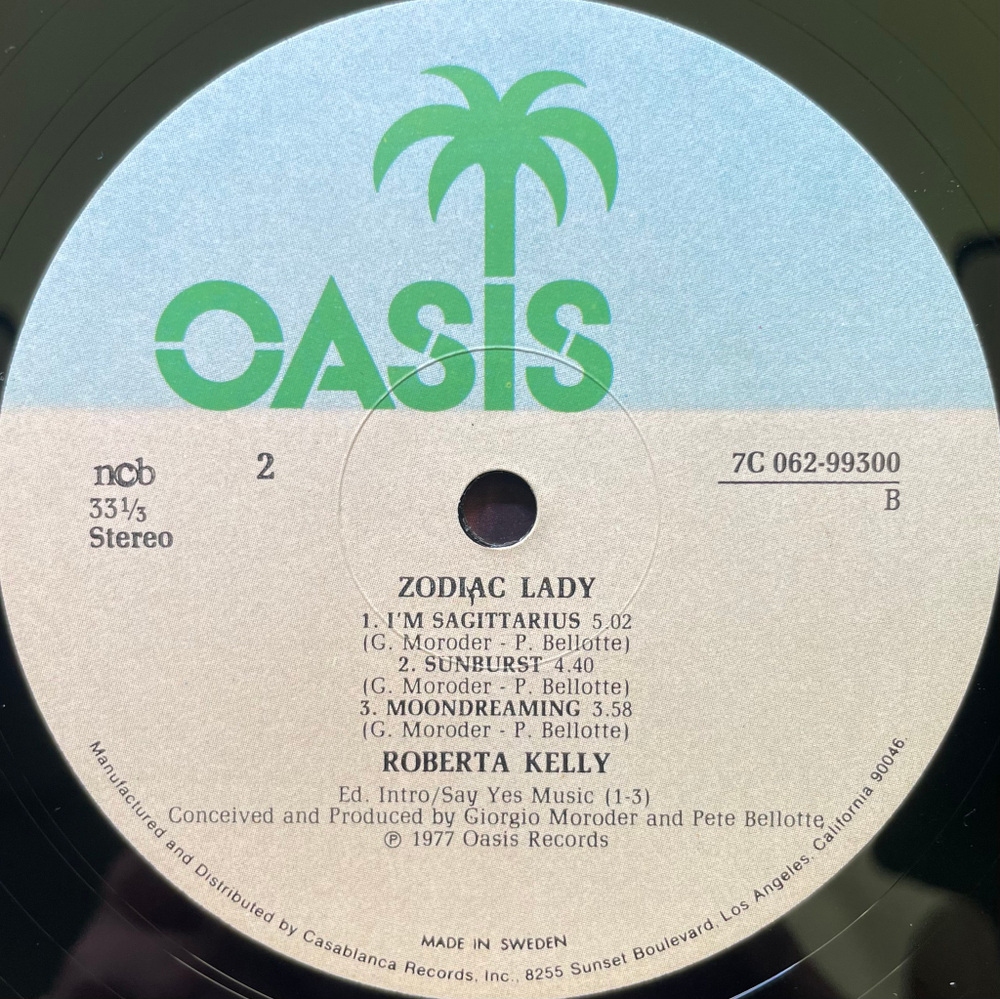 OASIS
ncb
2
33⅓
Stereo
7C 062-99300
B
ZODIAC LADY
1. I'M SAGITTARIUS 5.02
(G. Moroder - P. Bellotte)
2. SUNBURST 4.40
(G. Moroder - P. Bellotte)
3. MOONDREAMING 3.58
(G. Moroder - P. Bellotte)
ROBERTA KELLY
Ed. Intro/Say Yes Music (1-3)
Conceived and Produced by Giorgio Moroder and Pete Bellotte
℗ 1977 Oasis Records
MADE IN SWEDEN
Manufactured and Distributed by Casablanca Records, Inc., 8255 Sunset Boulevard, Los Angeles, California 90046.